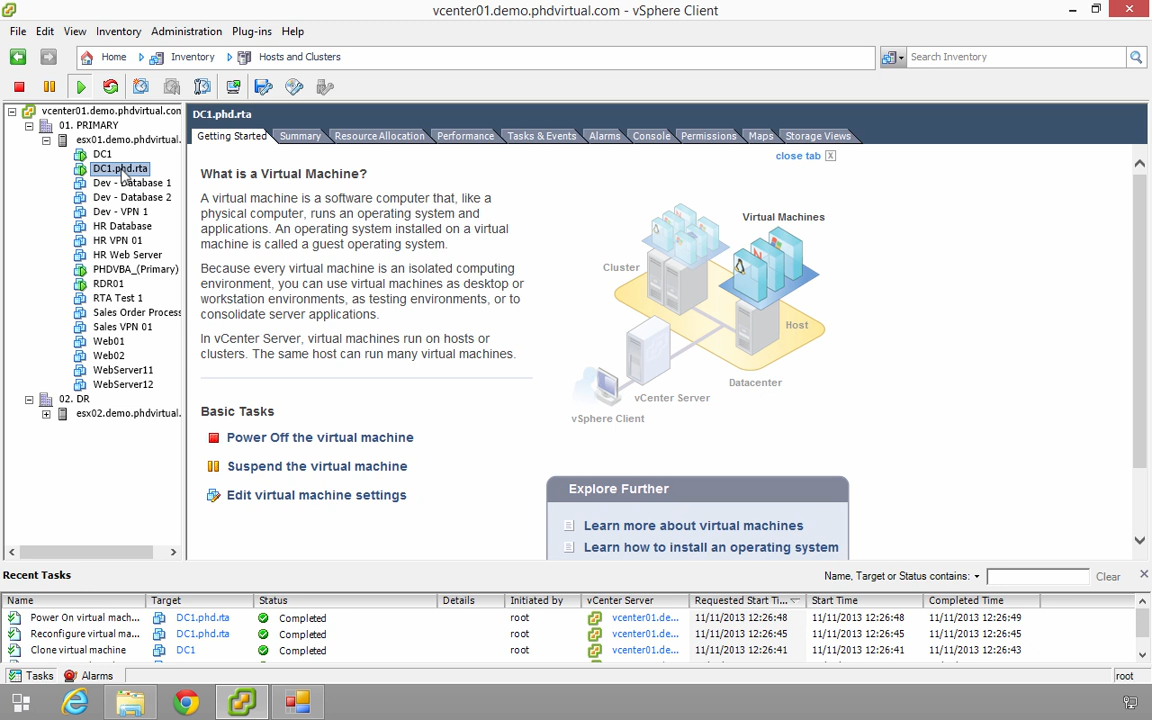 vcenter01.demo.phdvirtual.com - vSphere Client
File Edit View Inventory Administration Plug-ins Help
Home Inventory Hosts and Clusters
Search Inventory
vcenter01.demo.phdvirtual.com
01. PRIMARY
esx01.demo.phdvirtual.
DC1
DC1.phd.rta
Dev - Database 1
Dev - Database 2
Dev - VPN 1
HR Database
HR VPN 01
HR Web Server
PHDVBA_(Primary)
RDR01
RTA Test 1
Sales Order Process
Sales VPN 01
Web01
Web02
WebServer11
WebServer12
02. DR
esx02.demo.phdvirtual.
DC1.phd.rta
Getting Started Summary Resource Allocation Performance Tasks & Events Alarms Console Permissions Maps Storage Views
close tab X
What is a Virtual Machine?
A virtual machine is a software computer that, like a
physical computer, runs an operating system and
applications. An operating system installed on a virtual
machine is called a guest operating system.
Because every virtual machine is an isolated computing
environment, you can use virtual machines as desktop or
workstation environments, as testing environments, or to
consolidate server applications.
In vCenter Server, virtual machines run on hosts or
clusters. The same host can run many virtual machines.
Virtual Machines
Cluster
Host
Datacenter
vCenter Server
vSphere Client
Basic Tasks
Power Off the virtual machine
Suspend the virtual machine
Edit virtual machine settings
Explore Further
Learn more about virtual machines
Learn how to install an operating system
Recent Tasks
Name, Target or Status contains: Clear
Name Target Status Details Initiated by vCenter Server Requested Start Ti... Start Time Completed Time
Power On virtual mach... DC1.phd.rta Completed root vcenter01.de... 11/11/2013 12:26:48 11/11/2013 12:26:48 11/11/2013 12:26:49
Reconfigure virtual ma... DC1.phd.rta Completed root vcenter01.de... 11/11/2013 12:26:45 11/11/2013 12:26:45 11/11/2013 12:26:45
Clone virtual machine DC1 Completed root vcenter01.de... 11/11/2013 12:26:41 11/11/2013 12:26:41 11/11/2013 12:26:43
Tasks Alarms root